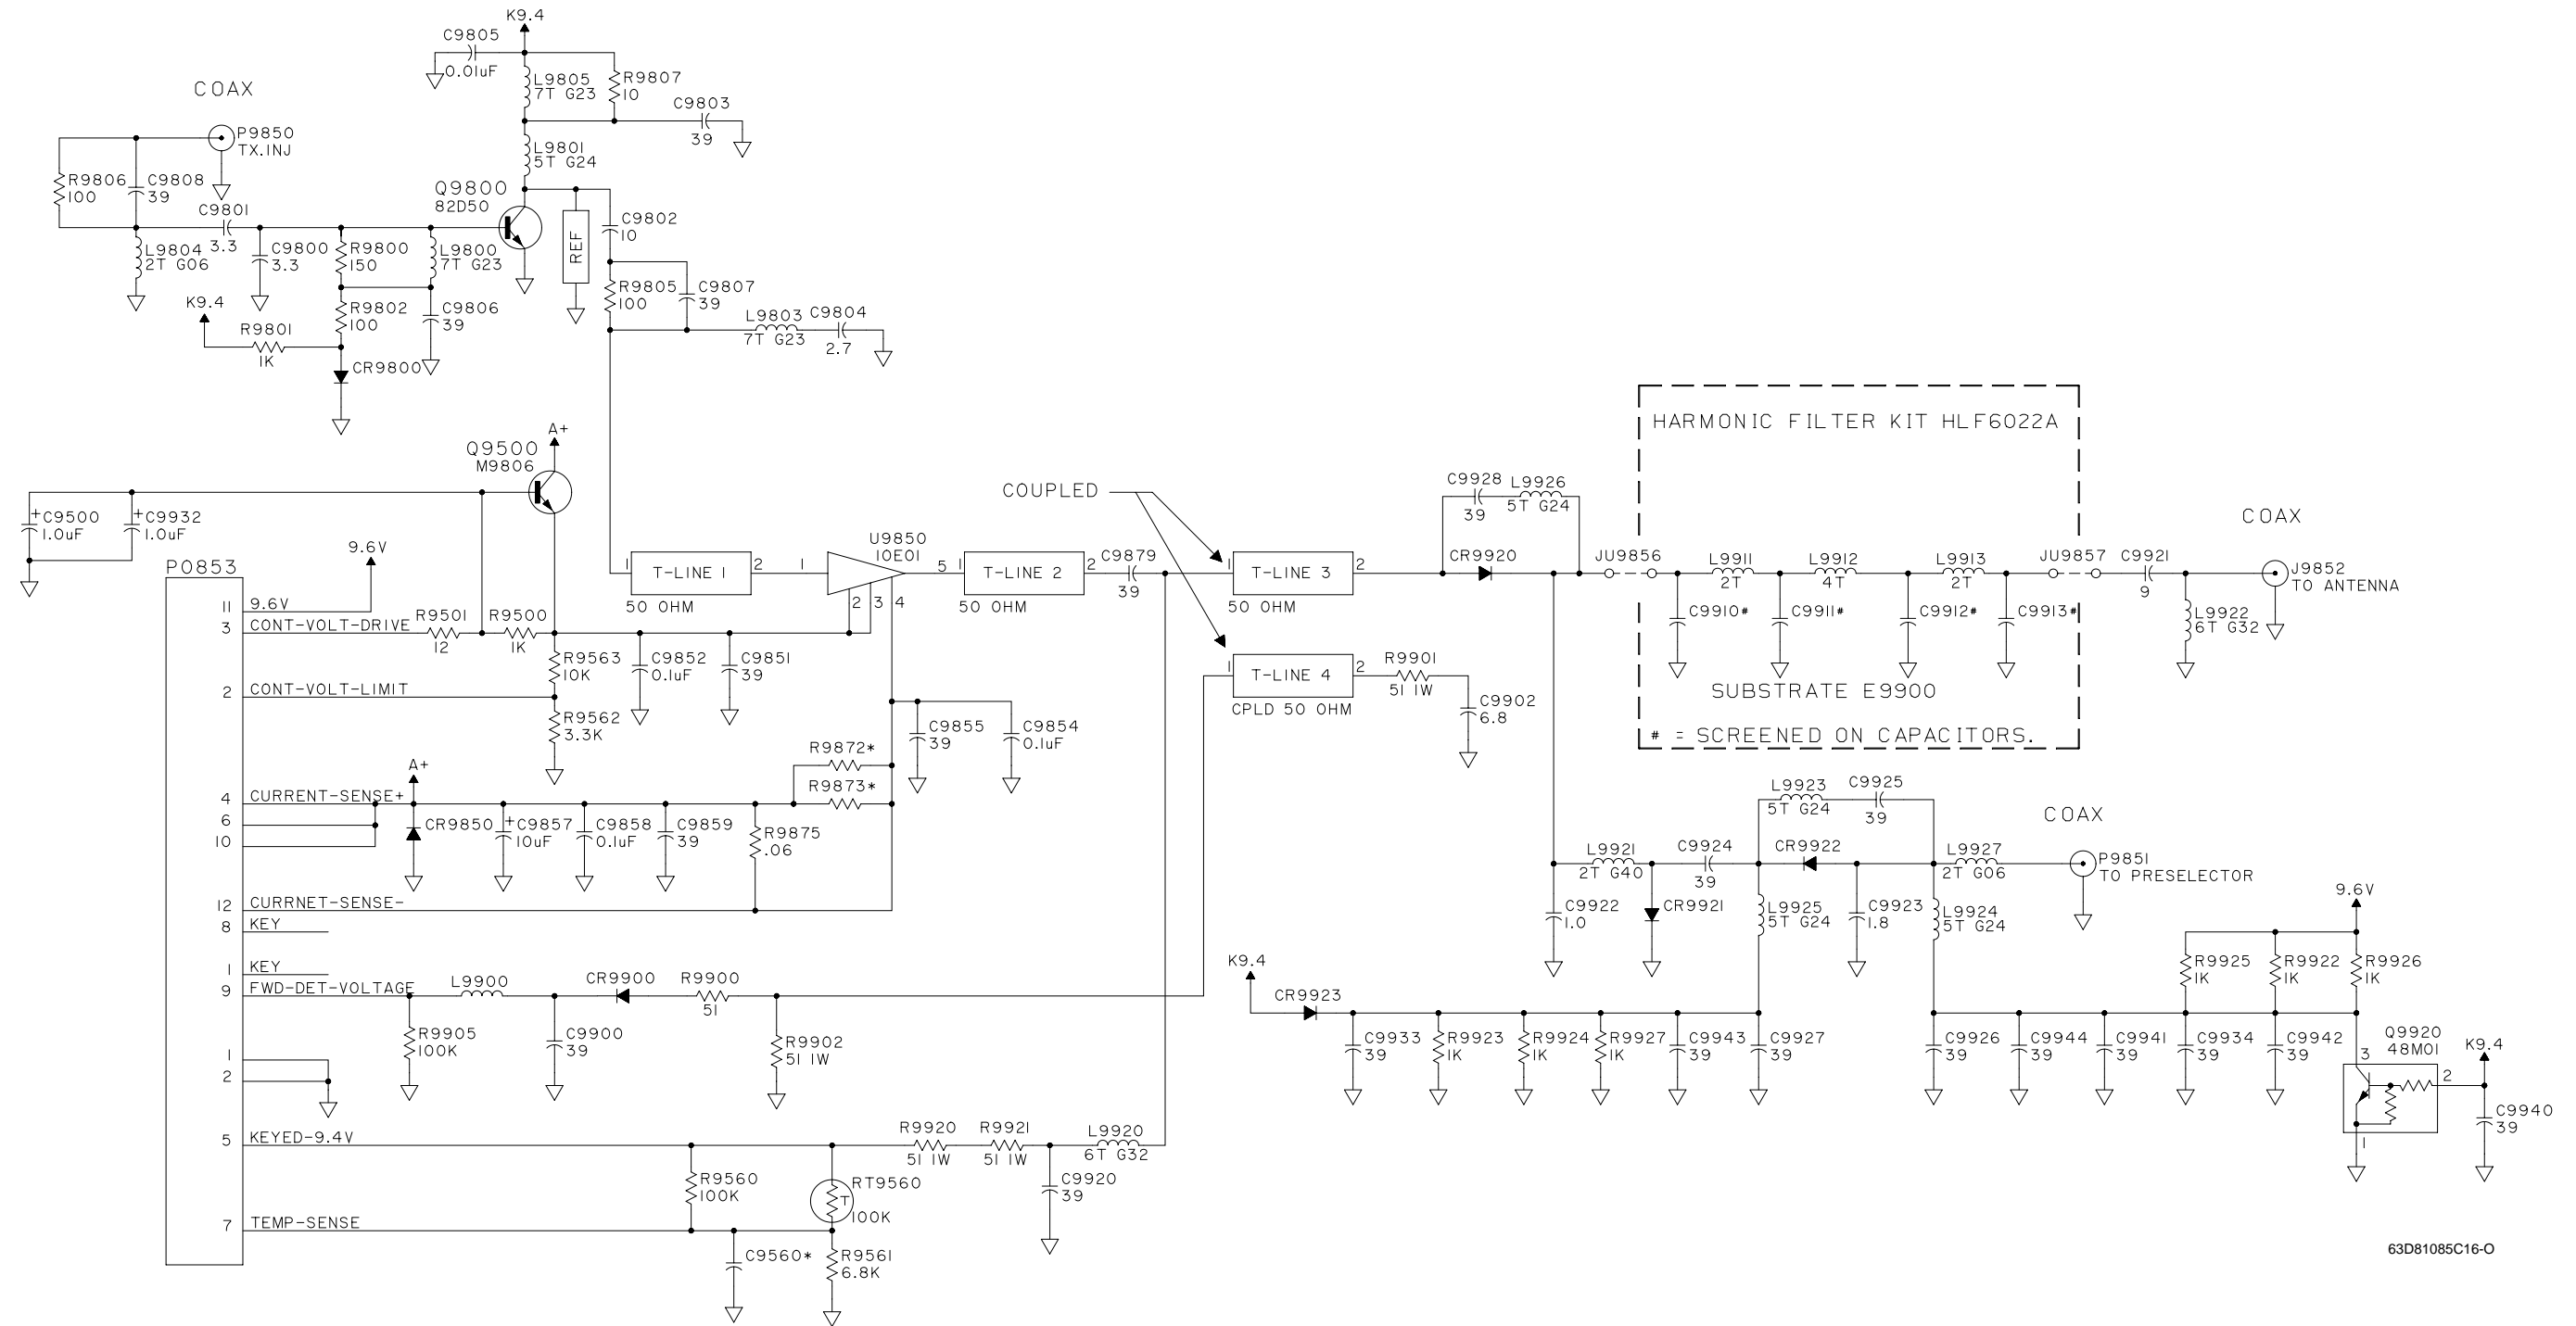 K9.4
C9805
0.01uF
L9805
7T G23
R9807
10
C9803
39
COAX
P9850
TX.INJ
L9801
5T G24
R9806
100
C9808
39
Q9800
82D50
C9801
3.3
C9802
10
REF
L9804
2T G06
C9800
3.3
R9800
150
L9800
7T G23
R9805
100
C9807
39
K9.4
R9802
100
C9806
39
L9803
7T G23
C9804
2.7
R9801
1K
CR9800
A+
Q9500
M9806
+
C9500
1.0uF
+
C9932
1.0uF
9.6V
P0853
COUPLED
U9850
10E01
1
T-LINE 1
2
50 OHM
1
5
2
3
4
1
T-LINE 2
2
50 OHM
C9879
39
1
T-LINE 3
2
50 OHM
C9928
39
L9926
5T G24
CR9920
HARMONIC FILTER KIT HLF6022A
JU9856
L9911
2T
L9912
4T
L9913
2T
JU9857
C9910#
C9911#
C9912#
C9913#
SUBSTRATE E9900
# = SCREENED ON CAPACITORS.
COAX
C9921
9
J9852
TO ANTENNA
L9922
6T G32
11
9.6V
3
CONT-VOLT-DRIVE
R9501
12
R9500
1K
R9563
10K
C9852
0.1uF
C9851
39
1
T-LINE 4
2
CPLD 50 OHM
R9901
51 1W
C9902
6.8
2
CONT-VOLT-LIMIT
R9562
3.3K
C9855
39
C9854
0.1uF
R9872*
R9873*
A+
4
CURRENT-SENSE+
6
10
CR9850
+
C9857
10uF
C9858
0.1uF
C9859
39
R9875
.06
12
CURRNET-SENSE-
8
KEY
1
KEY
9
FWD-DET-VOLTAGE
L9900
CR9900
R9900
51
R9905
100K
C9900
39
R9902
51 1W
1
2
L9923
5T G24
C9925
39
COAX
L9921
2T G40
C9924
39
CR9922
L9927
2T G06
P9851
TO PRESELECTOR
C9922
1.0
CR9921
L9925
5T G24
C9923
1.8
L9924
5T G24
9.6V
R9925
1K
R9922
1K
R9926
1K
K9.4
CR9923
C9933
39
R9923
1K
R9924
1K
R9927
1K
C9943
39
C9927
39
C9926
39
C9944
39
C9941
39
C9934
39
C9942
39
Q9920
48M01
3
2
1
K9.4
C9940
39
5
KEYED-9.4V
R9920
51 1W
R9921
51 1W
L9920
6T G32
C9920
39
R9560
100K
RT9560
T
100K
7
TEMP-SENSE
C9560*
R9561
6.8K
63D81085C16-O